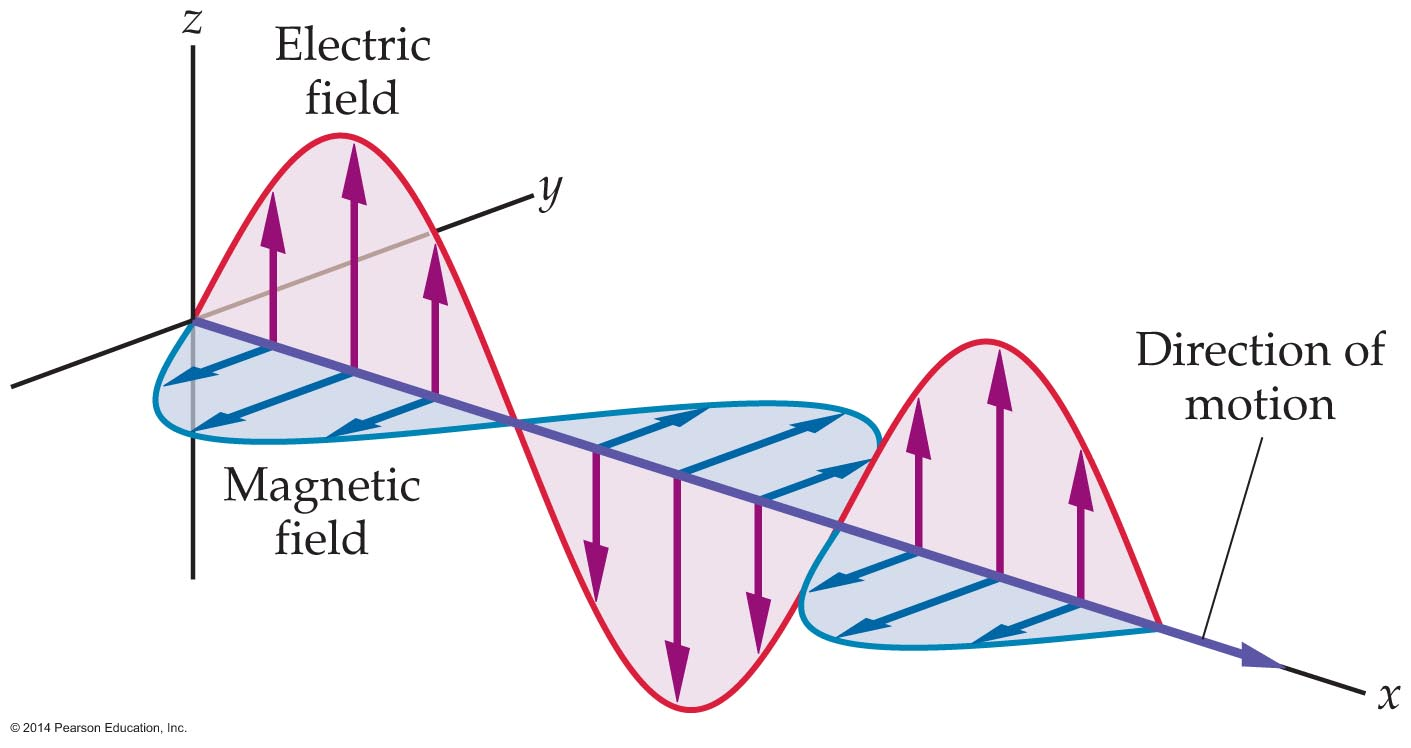 z
Electric
field
y
Direction of
motion
Magnetic
field
x
© 2014 Pearson Education, Inc.